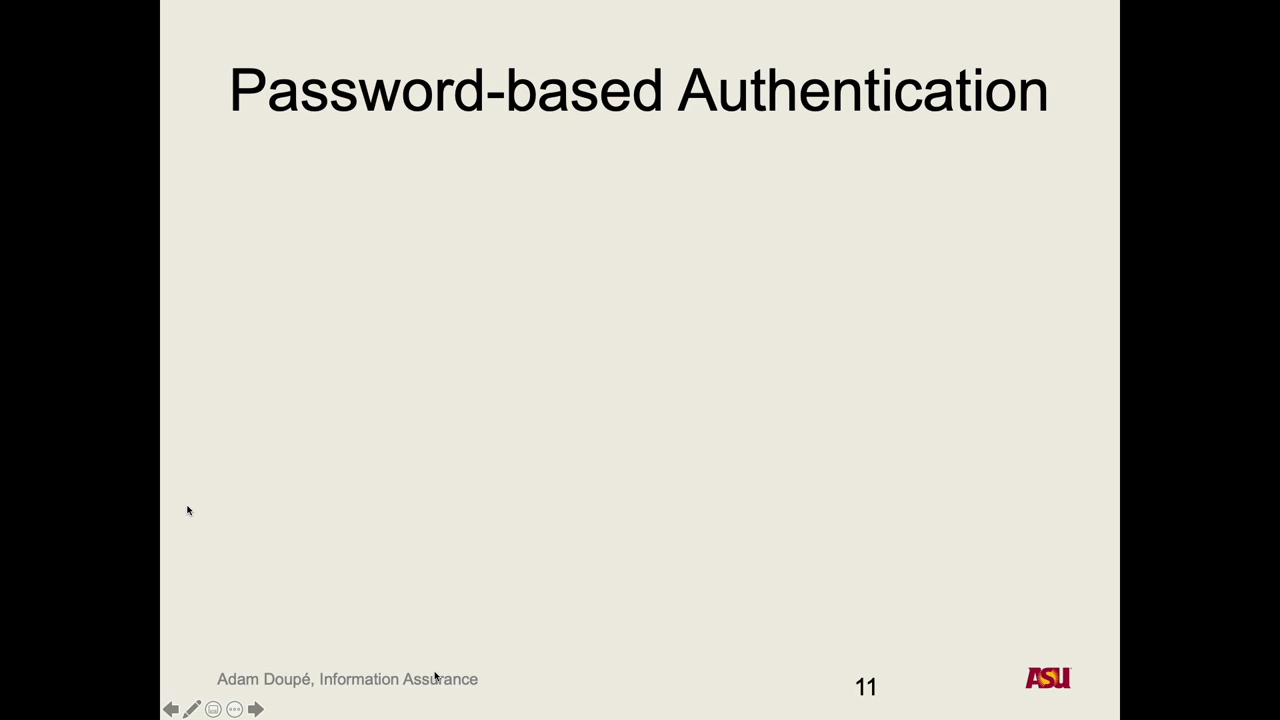 Password-based Authentication
Adam Doupé, Information Assurance
11
ASU